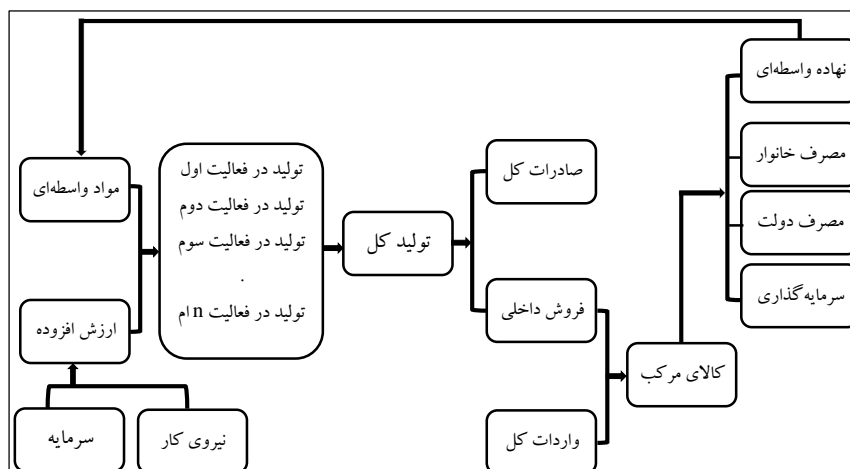 نهاده واسطه‌ای
مصرف خانوار
مصرف دولت
سرمایه‌گذاری
صادرات کل
فروش داخلی
واردات کل
کالای مرکب
تولید کل
تولید در فعالیت اول
تولید در فعالیت دوم
تولید در فعالیت سوم
.
تولید در فعالیت n ام
مواد واسطه‌ای
ارزش افزوده
نیروی کار
سرمایه